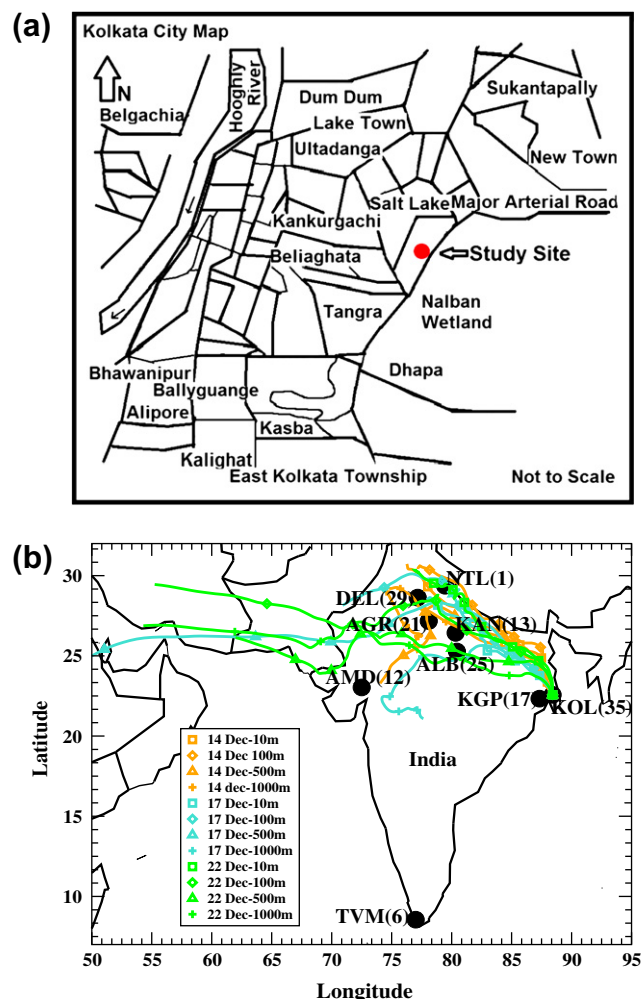 (a)
Kolkata City Map
N
Hooghly
River
Belgachia
Dum Dum
Sukantapally
Lake Town
Ultadanga
New Town
Salt Lake
Major Arterial Road
Kankurgachi
Beliaghata
Study Site
Tangra
Nalban
Wetland
Bhawanipur
Dhapa
Ballyguange
Alipore
Kasba
Kalighat
East Kolkata Township
Not to Scale
(b)
30
25
20
15
10
Latitude
NTL(1)
DEL(29)
AGR(21)
KAN(13)
ALB(25)
AMD(12)
KGP(17)
KOL(35)
India
TVM(6)
14 Dec-10m
14 Dec 100m
14 Dec-500m
14 dec-1000m
17 Dec-10m
17 Dec-100m
17 Dec-500m
17 Dec-1000m
22 Dec-10m
22 Dec-100m
22 Dec-500m
22 Dec-1000m
50 55 60 65 70 75 80 85 90 95
Longitude